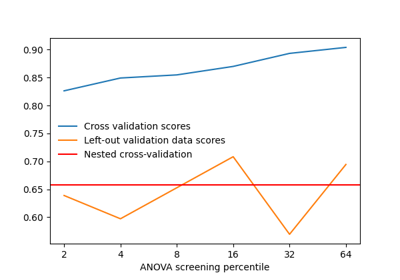 0.90
0.85
0.80
0.75
0.70
0.65
0.60
Cross validation scores
Left-out validation data scores
Nested cross-validation
2 4 8 16 32 64
ANOVA screening percentile